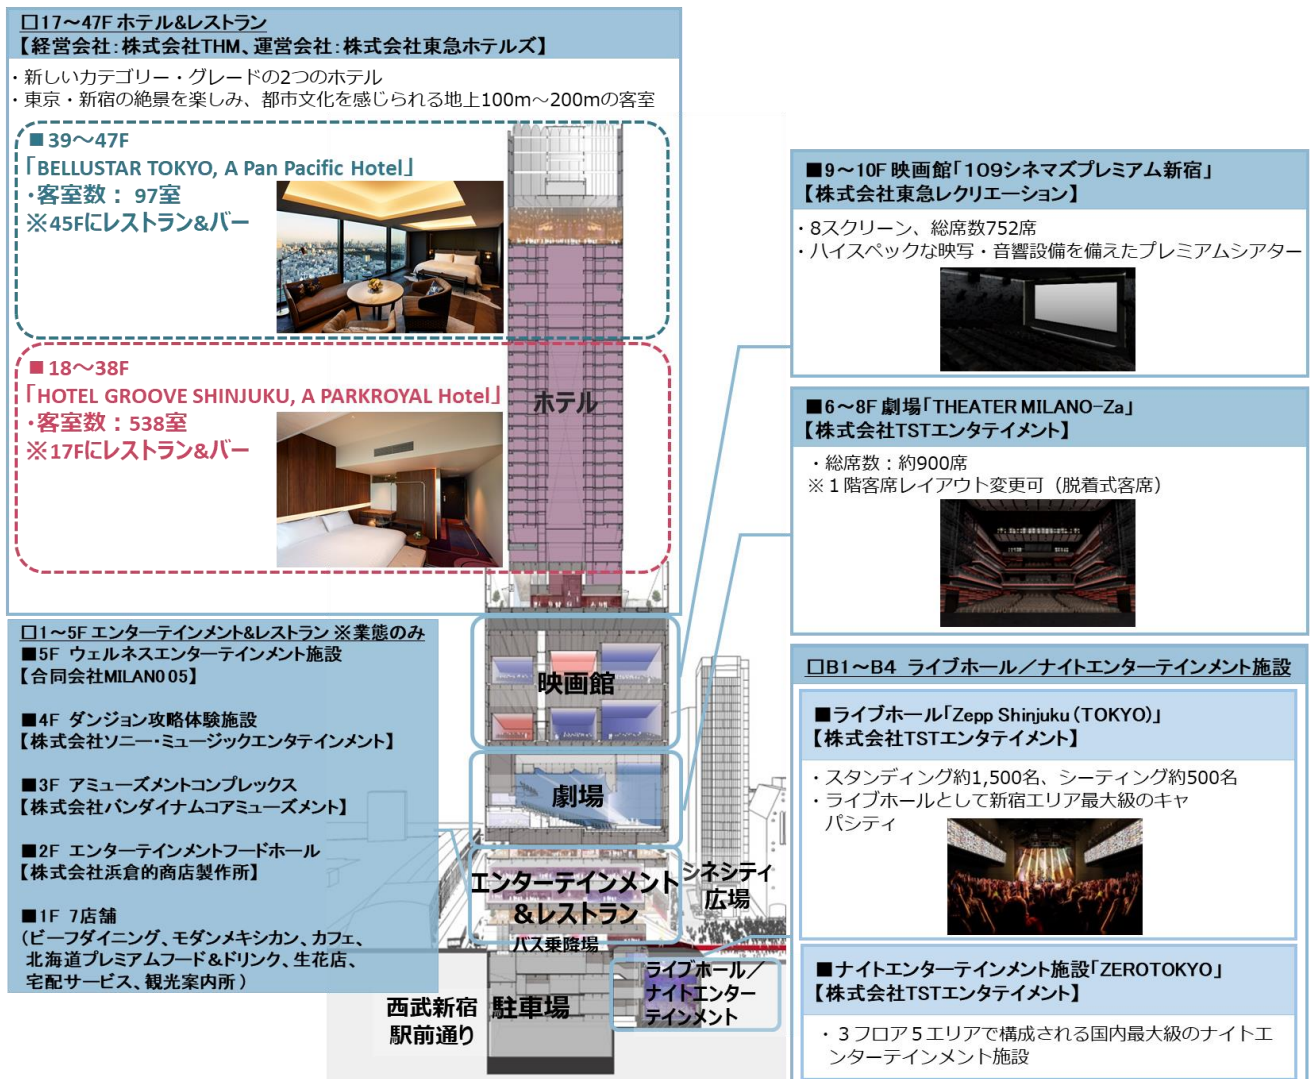 □17～47F ホテル&レストラン
【経営会社：株式会社THM、運営会社：株式会社東急ホテルズ】
・新しいカテゴリー・グレードの2つのホテル
・東京・新宿の絶景を楽しみ、都市文化を感じられる地上100m～200mの客室
■39～47F
「BELLUSTAR TOKYO, A Pan Pacific Hotel」
・客室数： 97室
※45Fにレストラン&バー
■18～38F
「HOTEL GROOVE SHINJUKU, A PARKROYAL Hotel」
・客室数：538室
※17Fにレストラン&バー
ホテル
□1～5F エンターテインメント&レストラン ※業態のみ
■5F ウェルネスエンターテインメント施設
【合同会社MILANO05】
■4F ダンジョン攻略体験施設
【株式会社ソニー・ミュージックエンタテインメント】
■3F アミューズメントコンプレックス
【株式会社バンダイナムコアミューズメント】
■2F エンターテインメントフードホール
【株式会社浜倉的商店製作所】
■1F 7店舗
（ビーフダイニング、モダンメキシカン、カフェ、
北海道プレミアムフード&ドリンク、生花店、
宅配サービス、観光案内所）
映画館
劇場
エンターテインメント
&レストラン
バス乗降場
シネシティ
広場
西武新宿
駅前通り
駐車場
ライブホール／
ナイトエンター
テインメント
■9～10F 映画館「109シネマズプレミアム新宿」
【株式会社東急レクリエーション】
・8スクリーン、総席数752席
・ハイスペックな映写・音響設備を備えたプレミアムシアター
■6～8F 劇場「THEATER MILANO-Za」
【株式会社TSTエンタテイメント】
・総席数：約900席
※１階客席レイアウト変更可（脱着式客席）
□B1～B4 ライブホール／ナイトエンターテインメント施設
■ライブホール「Zepp Shinjuku（TOKYO）」
【株式会社TSTエンタテイメント】
・スタンディング約1,500名、シーティング約500名
・ライブホールとして新宿エリア最大級のキャ
パシティ
■ナイトエンターテインメント施設「ZEROTOKYO」
【株式会社TSTエンタテイメント】
・３フロア５エリアで構成される国内最大級のナイトエ
ンターテインメント施設